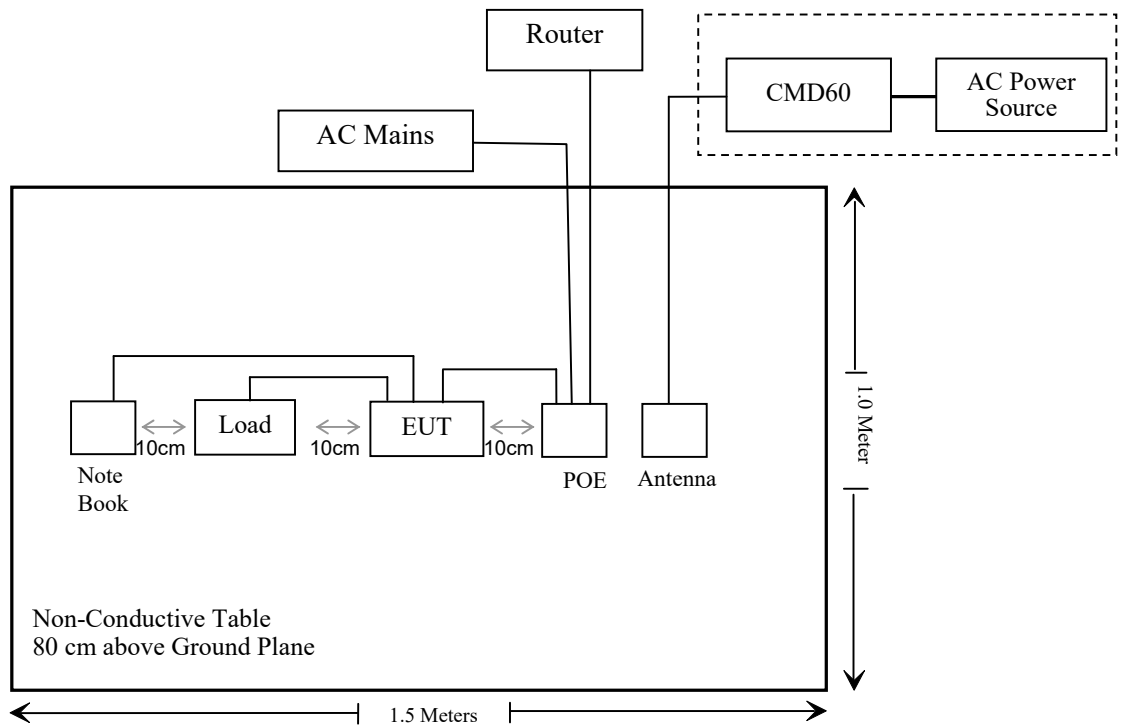 Router
CMD60
AC Power
Source
AC Mains
1.0 Meter
Load
EUT
10cm
10cm
10cm
Note
Book
POE
Antenna
Non-Conductive Table
80 cm above Ground Plane
1.5 Meters